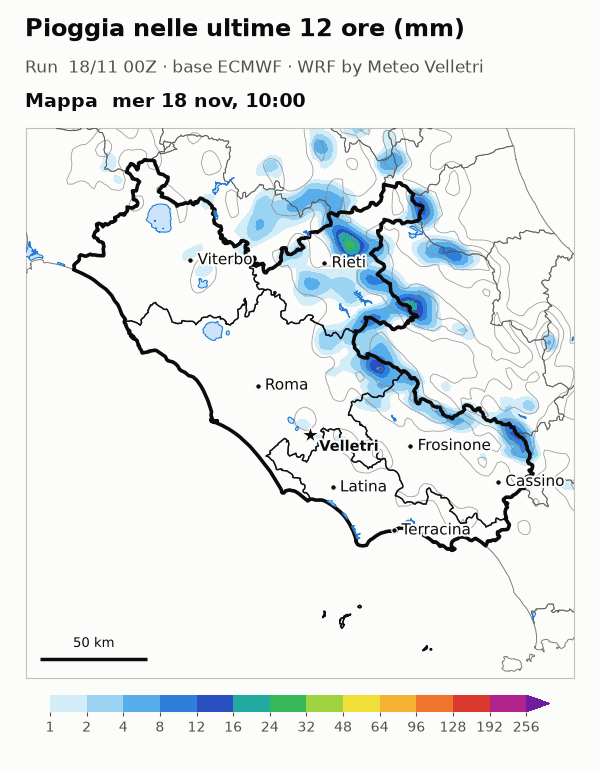 Pioggia nelle ultime 12 ore (mm)
Run  18/11 00Z · base ECMWF · WRF by Meteo Velletri
Mappa  mer 18 nov, 10:00
Viterbo
Rieti
Roma
Velletri
Frosinone
Latina
Cassino
Terracina
50 km
1 2 4 8 12 16 24 32 48 64 96 128 192 256